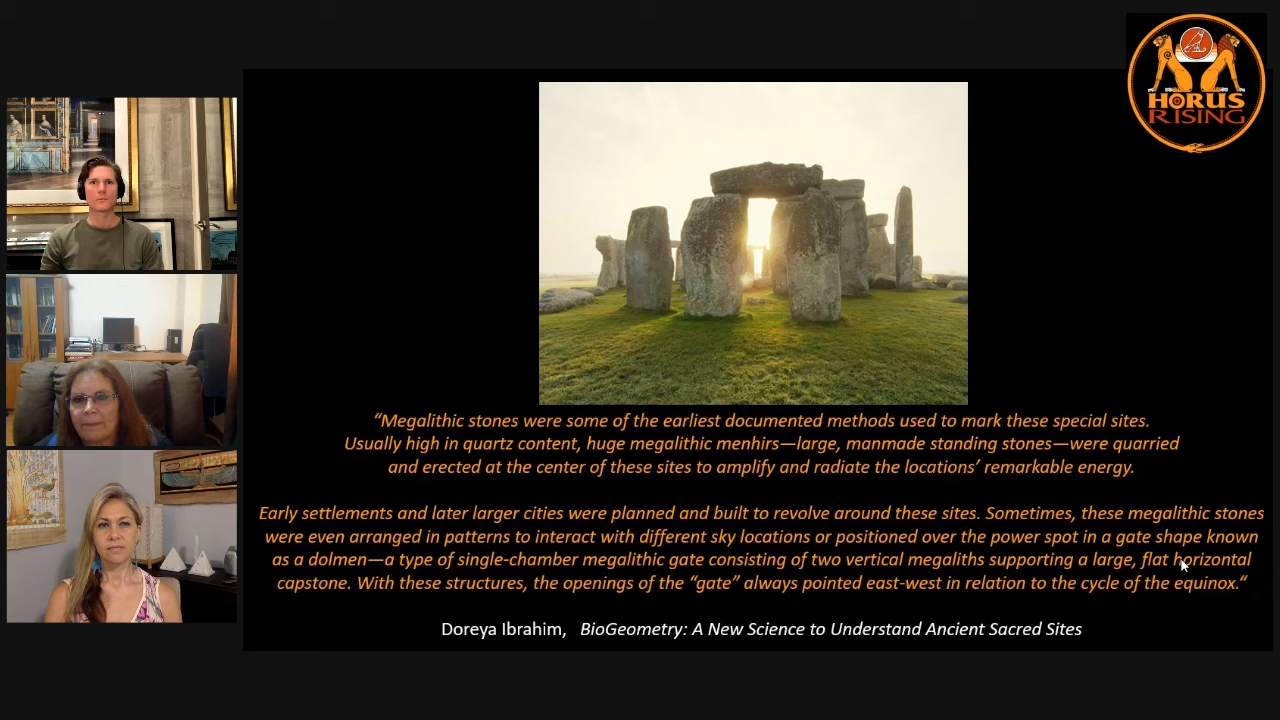 HORUS
RISING
“Megalithic stones were some of the earliest documented methods used to mark these special sites.
Usually high in quartz content, huge megalithic menhirs—large, manmade standing stones—were quarried
and erected at the center of these sites to amplify and radiate the locations’ remarkable energy.
Early settlements and later larger cities were planned and built to revolve around these sites. Sometimes, these megalithic stones
were even arranged in patterns to interact with different sky locations or positioned over the power spot in a gate shape known
as a dolmen—a type of single-chamber megalithic gate consisting of two vertical megaliths supporting a large, flat horizontal
capstone. With these structures, the openings of the “gate” always pointed east-west in relation to the cycle of the equinox.“
Doreya Ibrahim, BioGeometry: A New Science to Understand Ancient Sacred Sites